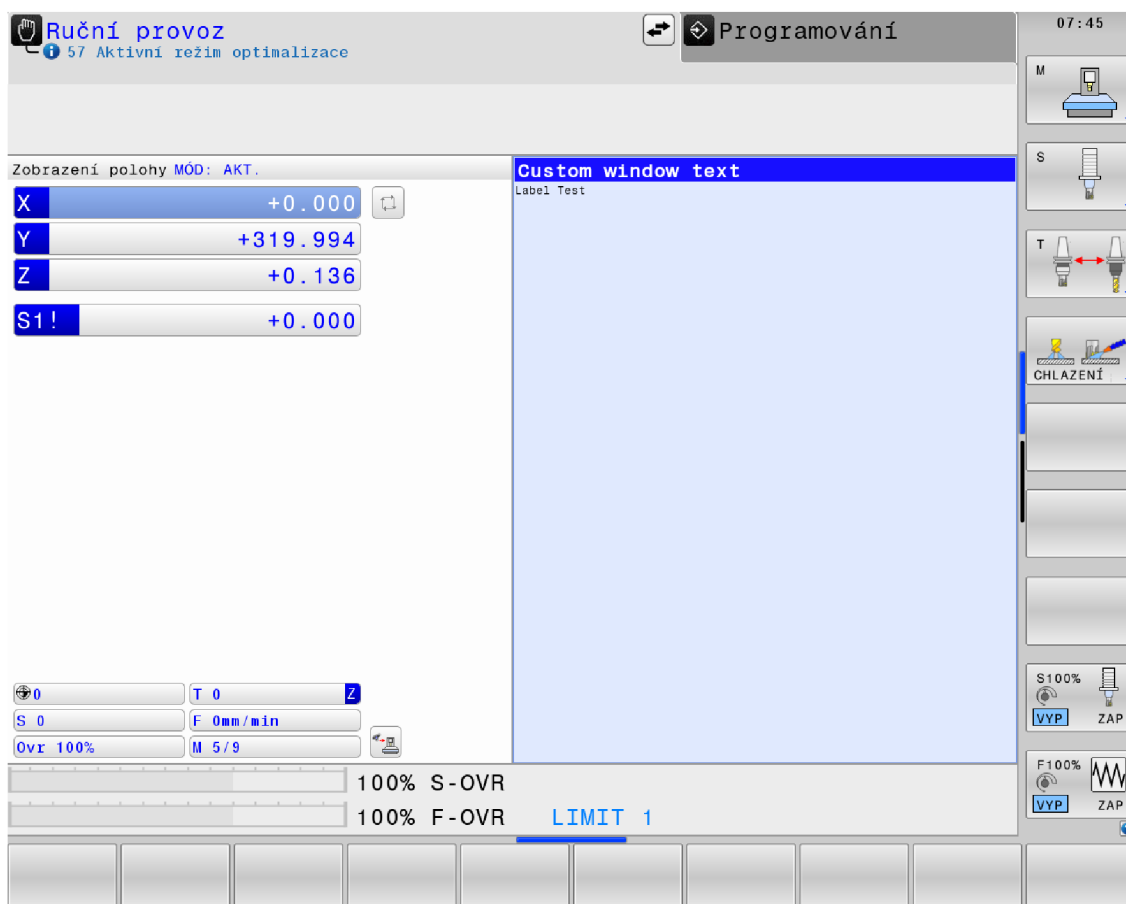 Ruční provoz
57 Aktivní režim optimalizace
Programování
07:45
Zobrazení polohy MÓD: AKT.
X +0.000
Y +319.994
Z +0.136
S1! +0.000
0
T 0 Z
S 0
F 0mm/min
Ovr 100%
M 5/9
Custom window text
Label Test
100% S-OVR
100% F-OVR LIMIT 1
M
S
T
CHLAZENÍ
S100%
VYP ZAP
F100%
VYP ZAP